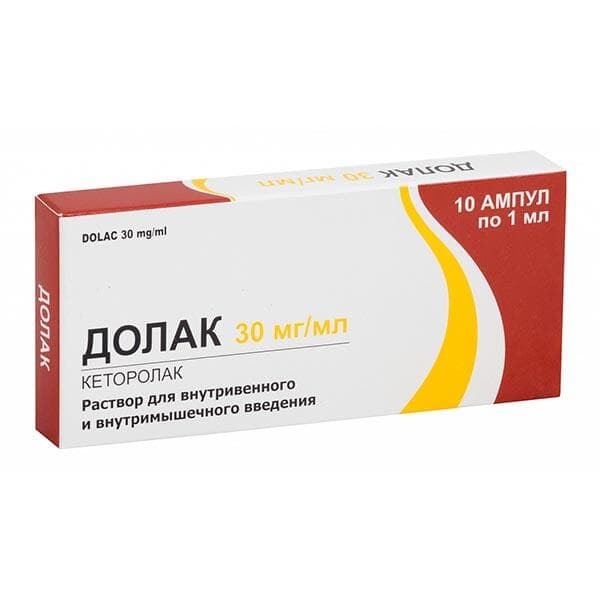 ДОЛАК 30 мг/мл
10 АМПУЛ
по 1 мл
DOLAC 30 mg/ml
ДОЛАК
ДОЛАК 30 мг/мл
КЕТОРОЛАК
Раствор для внутривенного
и внутримышечного введения